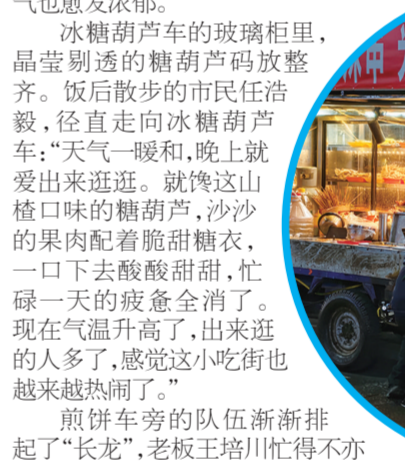 气也愈发浓郁。
冰糖葫芦车的玻璃柜里，
晶莹剔透的糖葫芦码放整
齐。饭后散步的市民任浩
毅，径直走向冰糖葫芦
车：“天气一暖和，晚上就
爱出来逛逛。就馋这山
楂口味的糖葫芦，沙沙
的果肉配着脆甜糖衣，
一口下去酸酸甜甜，忙
碌一天的疲惫全消了。
现在气温升高了，出来逛
的人多了，感觉这小吃街也
越来越热闹了。”
煎饼车旁的队伍渐渐排
起了“长龙”，老板王培川忙得不亦